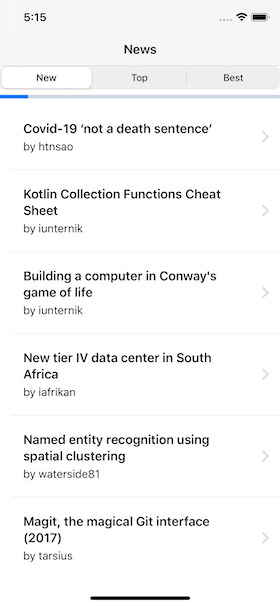 5:15
News
New Top Best
Covid-19 ‘not a death sentence’
by htnsao
Kotlin Collection Functions Cheat
Sheet
by iunternik
Building a computer in Conway's
game of life
by iunternik
New tier IV data center in South
Africa
by iafrikan
Named entity recognition using
spatial clustering
by waterside81
Magit, the magical Git interface
(2017)
by tarsius